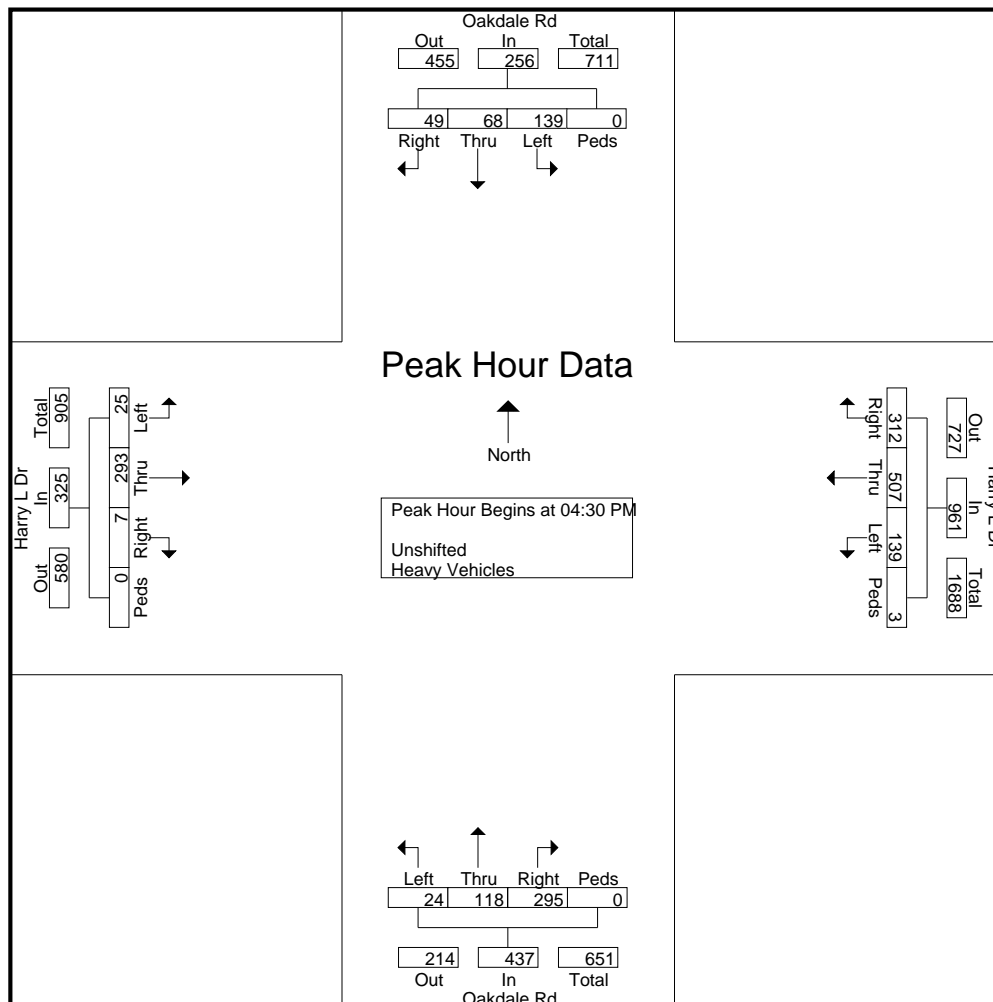 Oakdale Rd
Out In Total
455 256 711
49 68 139 0
Right Thru Left Peds
Peak Hour Data
North
Peak Hour Begins at 04:30 PM
Unshifted
Heavy Vehicles
Harry L Dr
Total In Out
905 325 580
25 293 7 0
Left Thru Right Peds
Right Thru Left Peds
312 507 139 3
Out In Total
727 961 1688
Harry L Dr
Left Thru Right Peds
24 118 295 0
214 437 651
Out In Total
Oakdale Rd